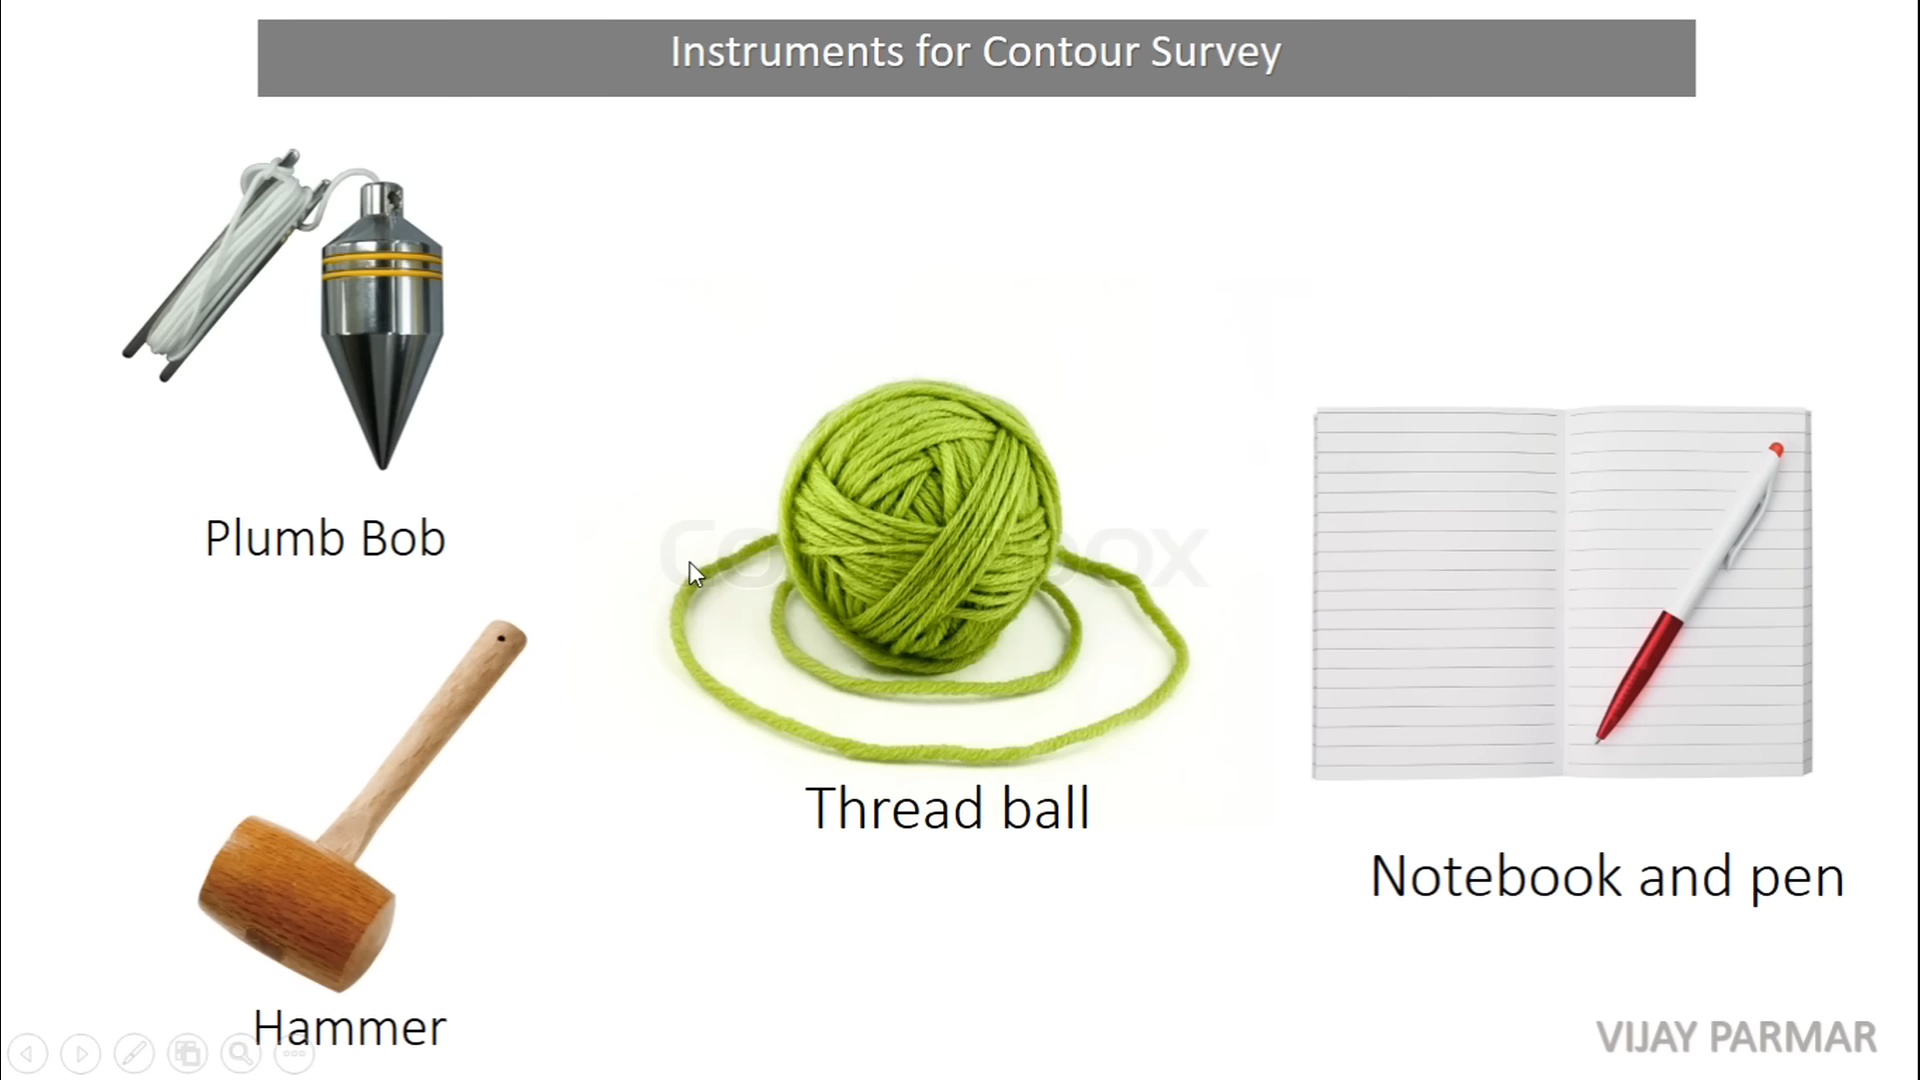 Instruments for Contour Survey
Plumb Bob
Thread ball
Notebook and pen
Hammer
VIJAY PARMAR